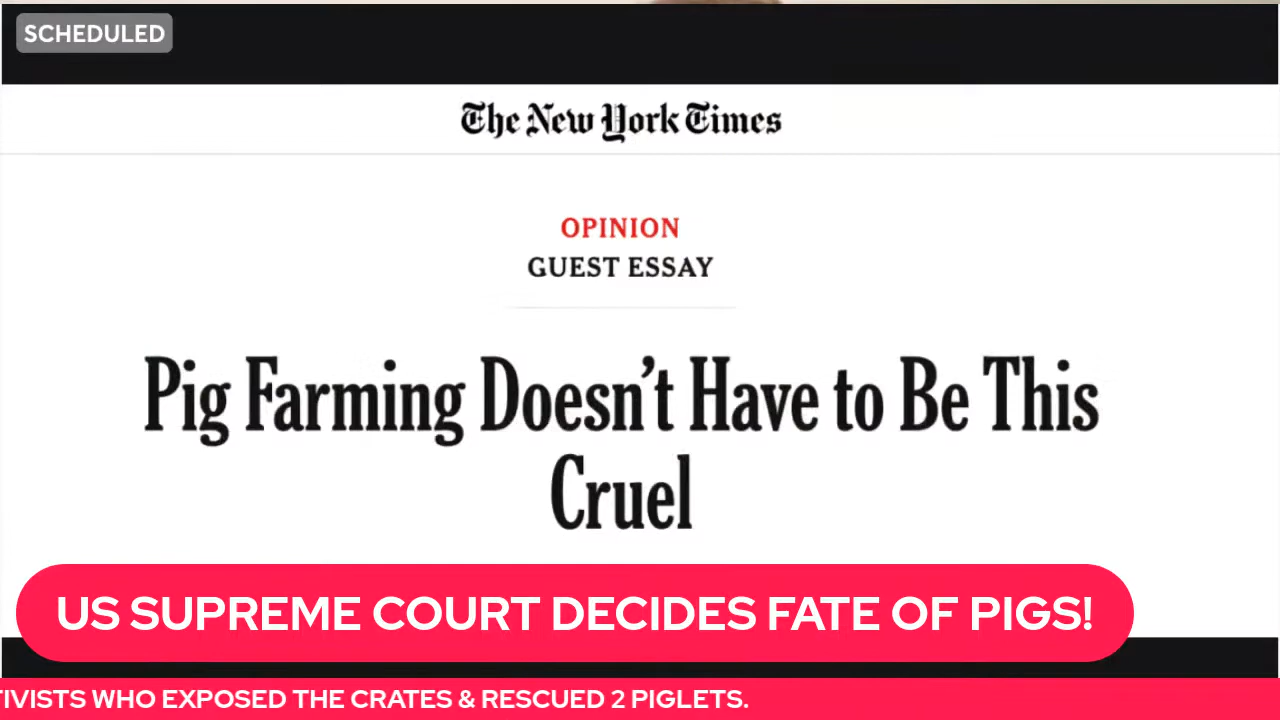 SCHEDULED
The New York Times
OPINION
GUEST ESSAY
Pig Farming Doesn’t Have to Be This
Cruel
US SUPREME COURT DECIDES FATE OF PIGS!
TIVISTS WHO EXPOSED THE CRATES & RESCUED 2 PIGLETS.